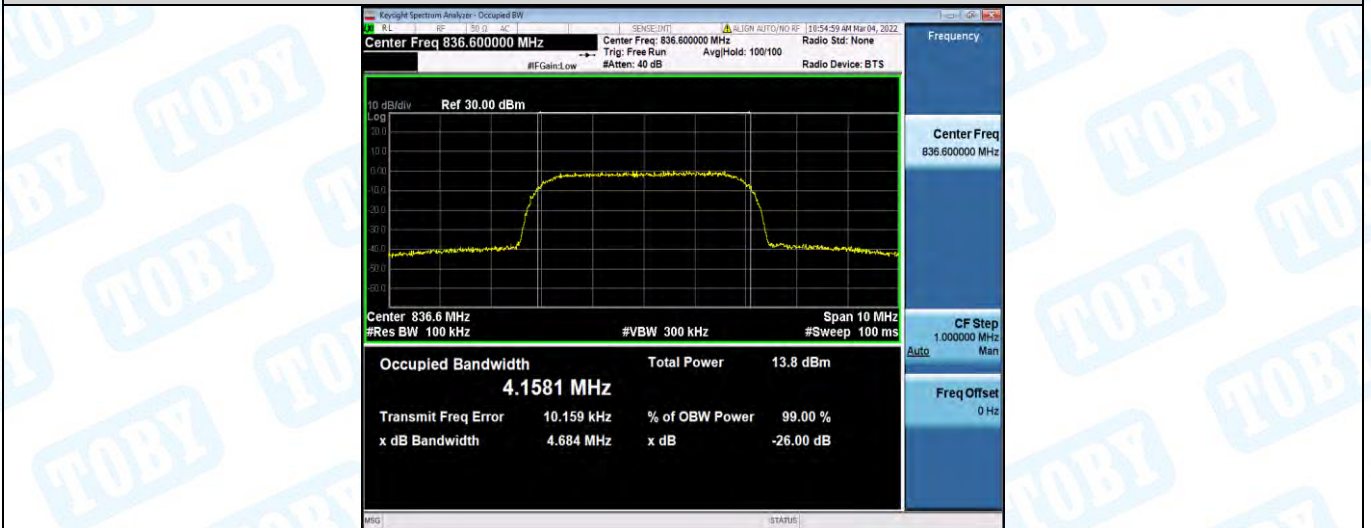 Keysight Spectrum Analyzer - Occupied BW
RL RF 50 Ω AC SENSE:INT ALIGN AUTO/NO RF 10:54:59 AM Mar 04, 2022
Center Freq 836.600000 MHz
Center Freq: 836.600000 MHz Radio Std: None
Trig: Free Run Avg|Hold: 100/100
#IFGain:Low #Atten: 40 dB Radio Device: BTS
Frequency
10 dB/div Ref 30.00 dBm
Log
20.0
10.0
0.00
-10.0
-20.0
-30.0
-40.0
-50.0
-60.0
Center 836.6 MHz Span 10 MHz
#Res BW 100 kHz #VBW 300 kHz #Sweep 100 ms
Center Freq
836.600000 MHz
CF Step
1.000000 MHz
Auto Man
Freq Offset
0 Hz
Occupied Bandwidth Total Power 13.8 dBm
4.1581 MHz
Transmit Freq Error 10.159 kHz % of OBW Power 99.00 %
x dB Bandwidth 4.684 MHz x dB -26.00 dB
MSG STATUS
TOBY
TOBY
TOBY
TOBY
TOBY
TOBY
TOBY
TOBY